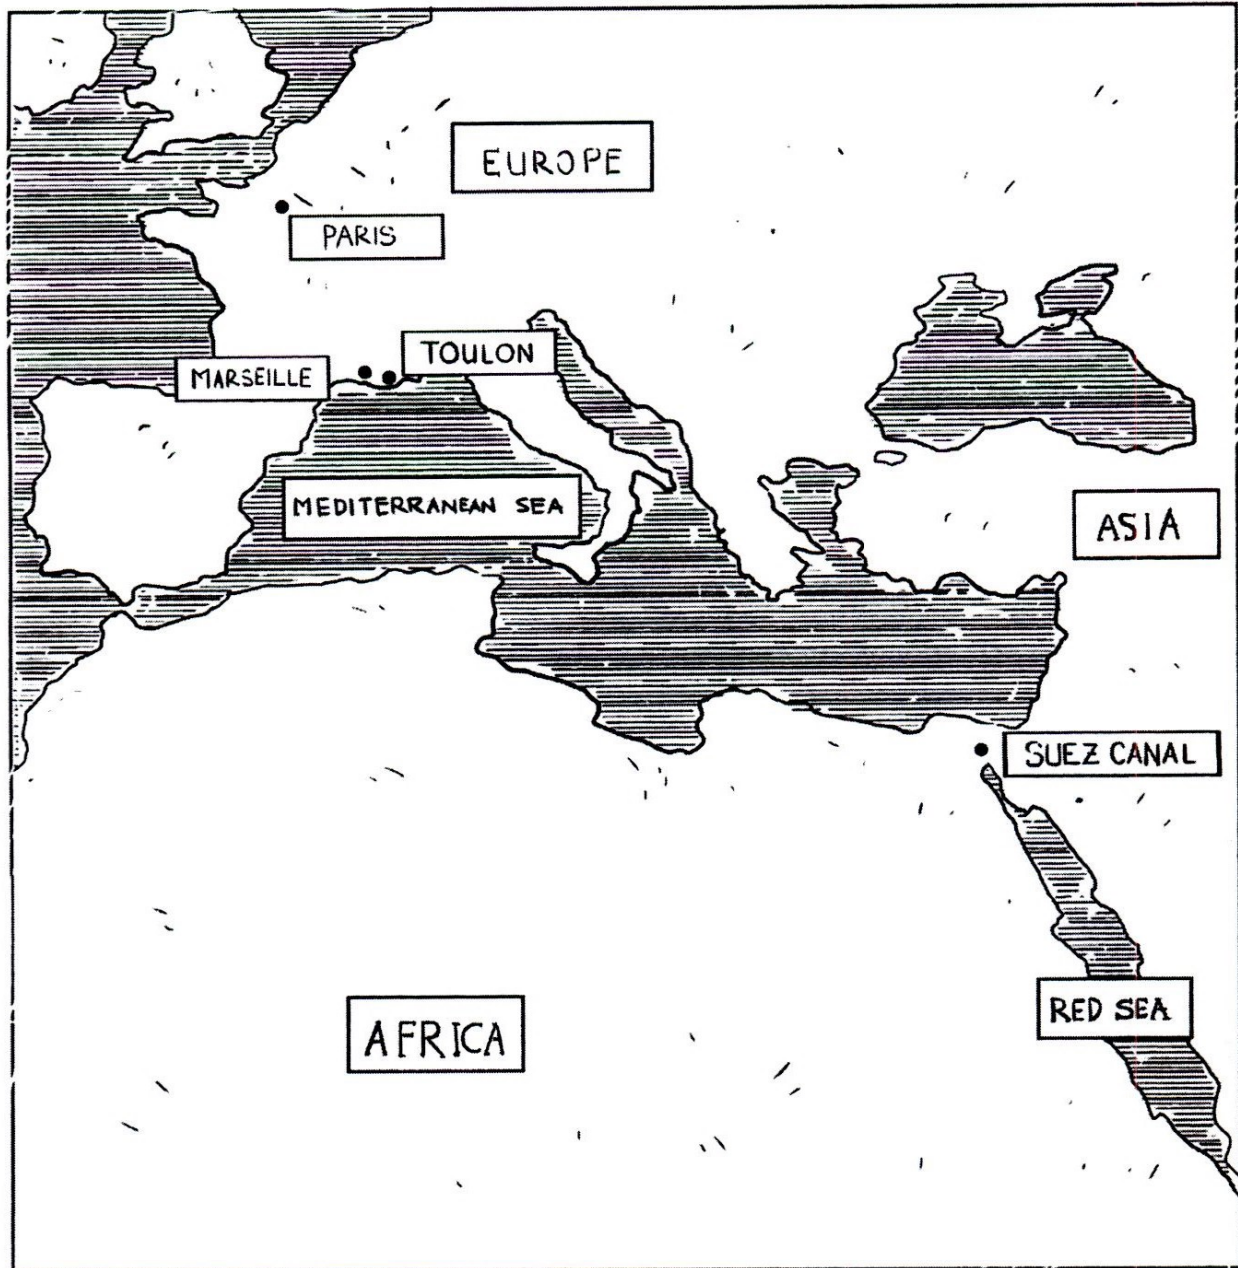 EUROPE
PARIS
TOULON
MARSEILLE
MEDITERRANEAN SEA
ASIA
SUEZ CANAL
RED SEA
AFRICA